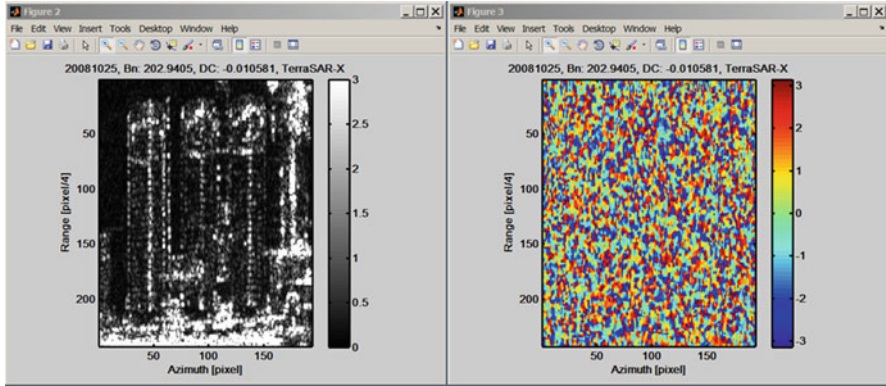 Figure 2
File Edit View Insert Tools Desktop Window Help
20081025, Bn: 202.9405, DC: -0.010581, TerraSAR-X
50
100
150
200
Range [pixel/4]
50 100 150
Azimuth [pixel]
3
2.5
2
1.5
1
0.5
0
Figure 3
File Edit View Insert Tools Desktop Window Help
20081025, Bn: 202.9405, DC: -0.010581, TerraSAR-X
50
100
150
200
Range [pixel/4]
50 100 150
Azimuth [pixel]
3
2
1
0
-1
-2
-3